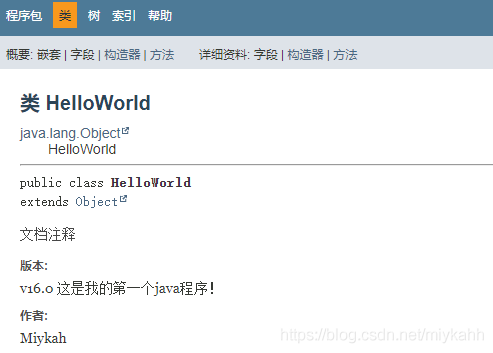 程序包 类 树 索引 帮助
概要: 嵌套 | 字段 | 构造器 | 方法 详细资料: 字段 | 构造器 | 方法
类 HelloWorld
java.lang.Object
HelloWorld
public class HelloWorld
extends Object
文档注释
版本:
v16.0 这是我的第一个java程序!
作者:
Miykah
https://blog.csdn.net/miykahh